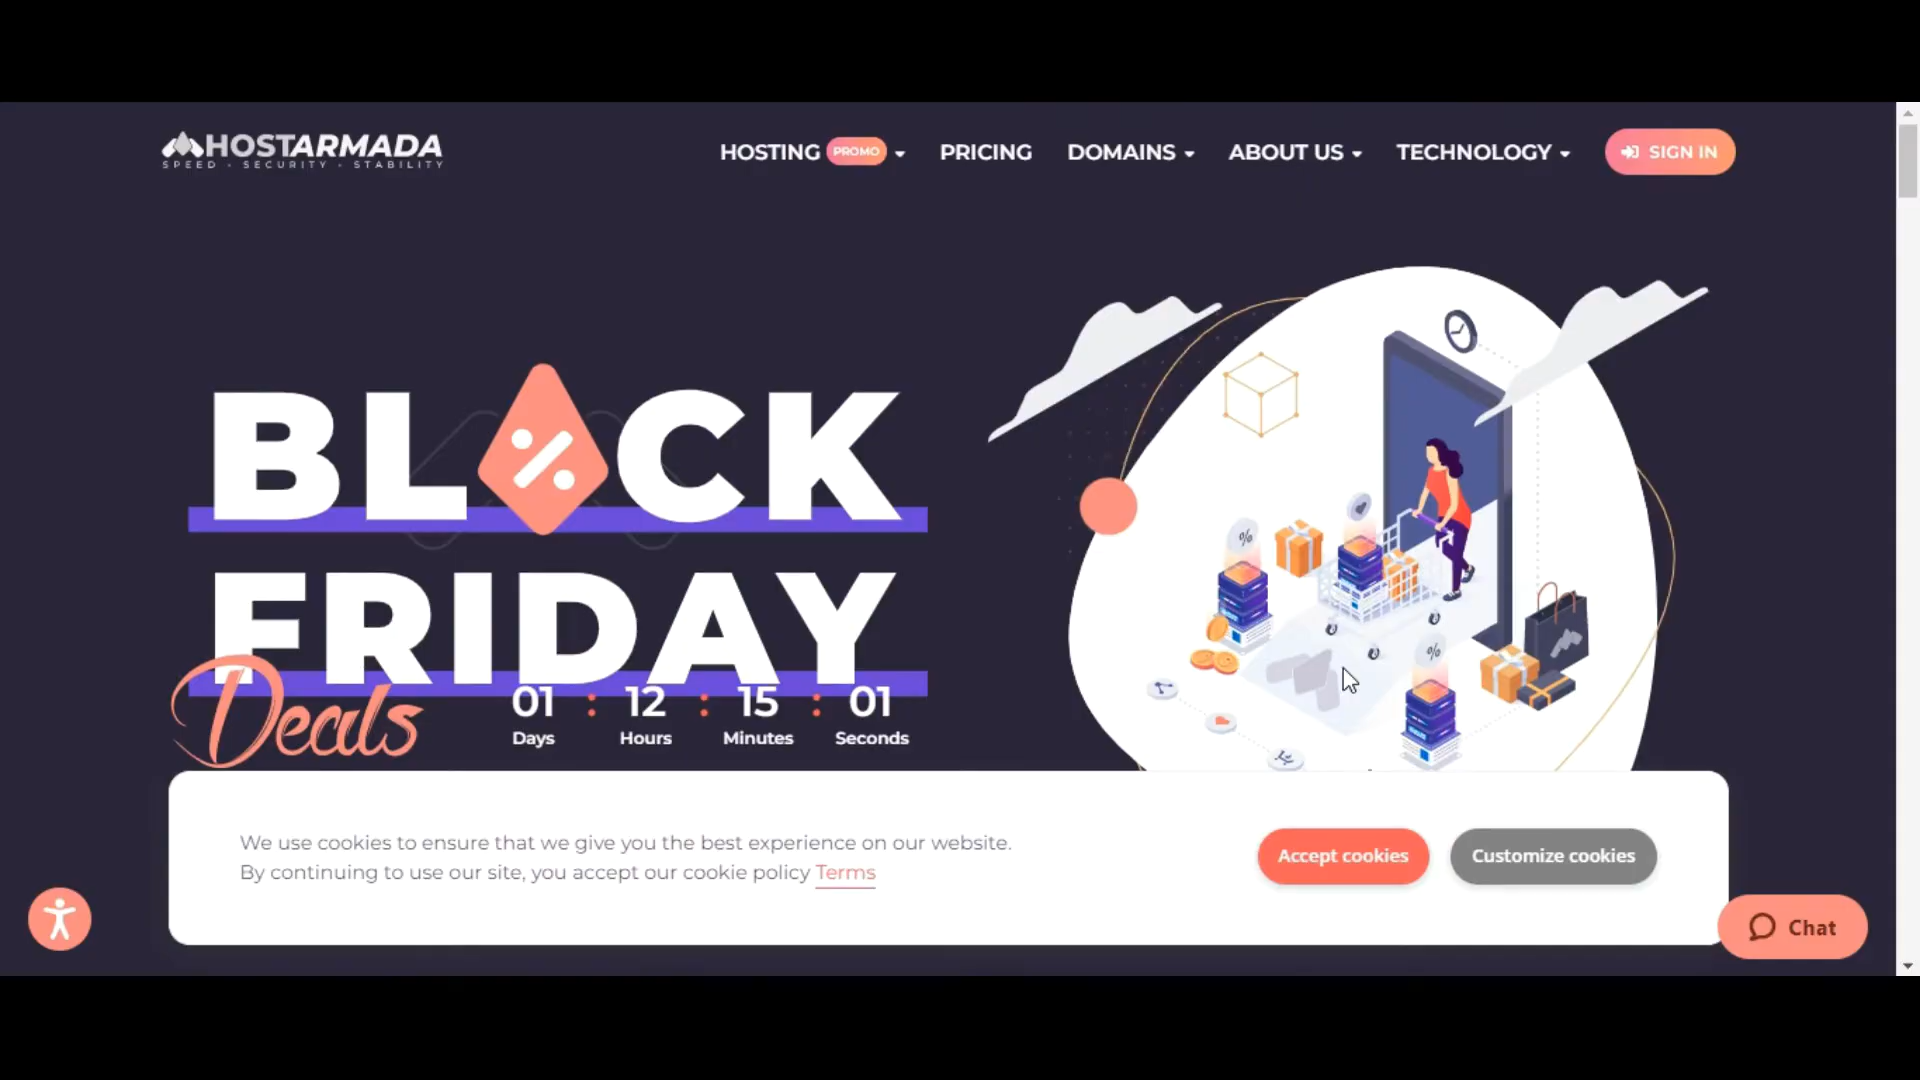 HOSTARMADA
SPEED · SECURITY · STABILITY
HOSTING PROMO
PRICING
DOMAINS
ABOUT US
TECHNOLOGY
SIGN IN
BLACK
FRIDAY
Deals
01 : 12 : 15 : 01
Days Hours Minutes Seconds
We use cookies to ensure that we give you the best experience on our website.
By continuing to use our site, you accept our cookie policy Terms
Accept cookies
Customize cookies
Chat